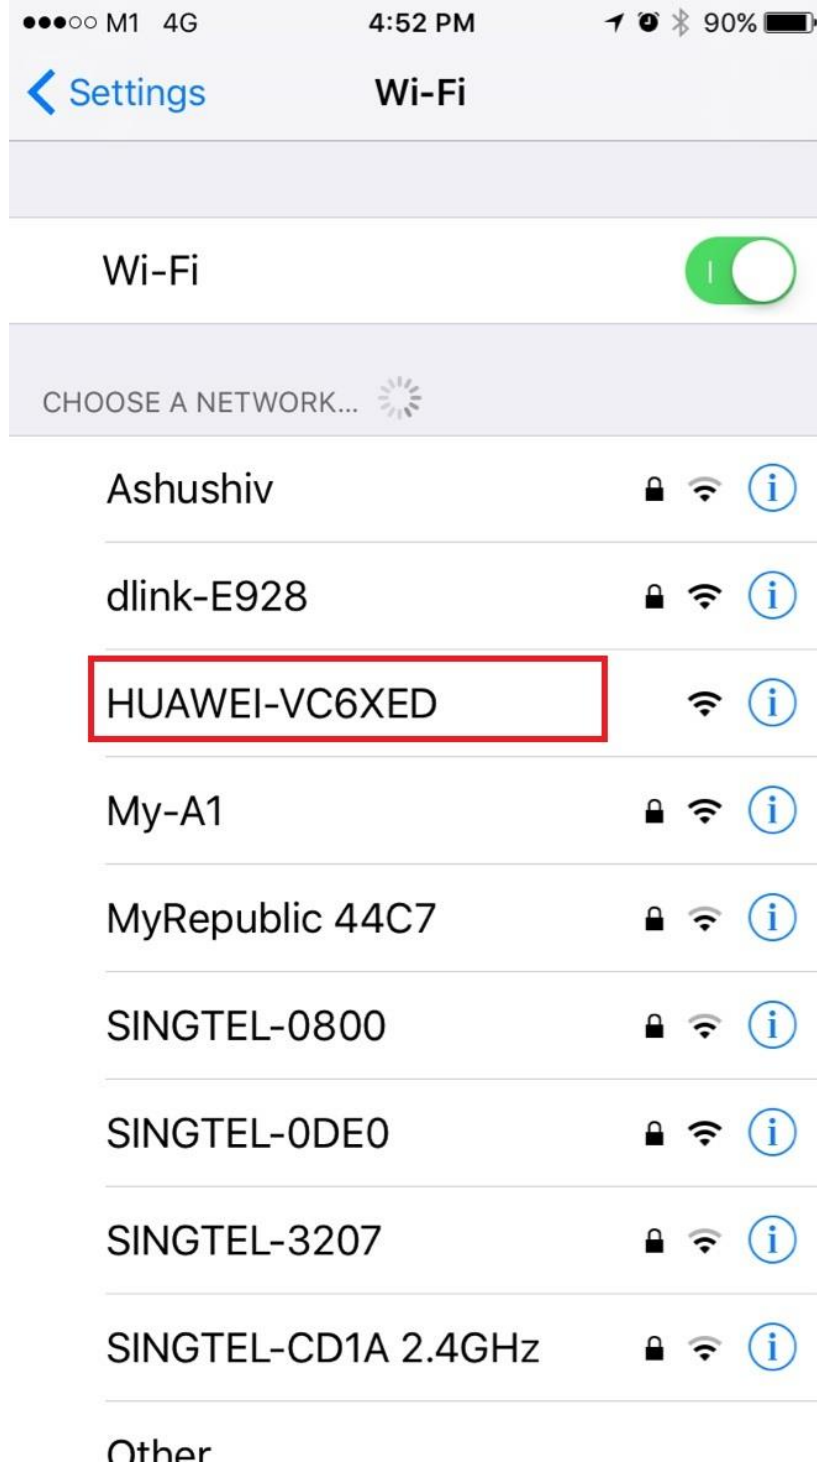 M1 4G 4:52 PM 90%
Settings Wi-Fi
Wi-Fi
CHOOSE A NETWORK...
Ashushiv
dlink-E928
HUAWEI-VC6XED
My-A1
MyRepublic 44C7
SINGTEL-0800
SINGTEL-0DE0
SINGTEL-3207
SINGTEL-CD1A 2.4GHz
Other